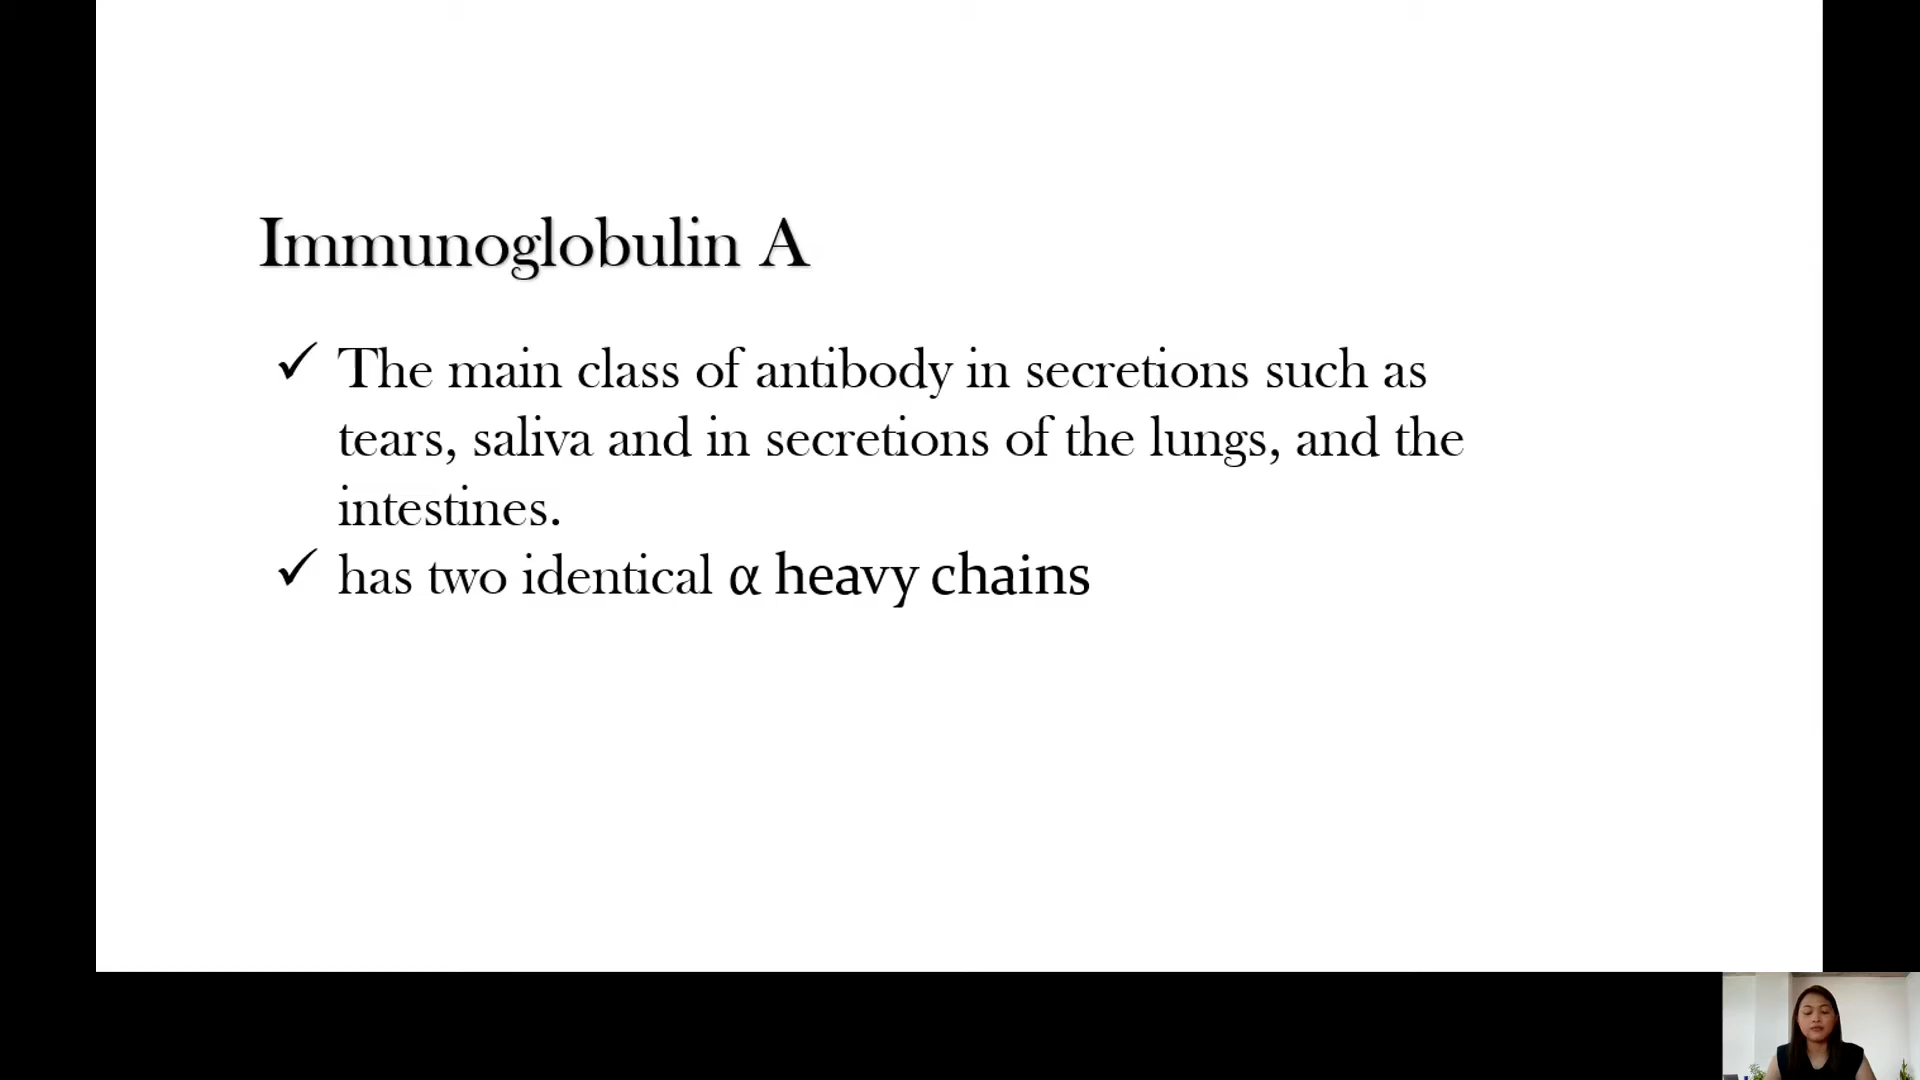 Immunoglobulin A
✓ The main class of antibody in secretions such as
tears, saliva and in secretions of the lungs, and the
intestines.
✓ has two identical α heavy chains